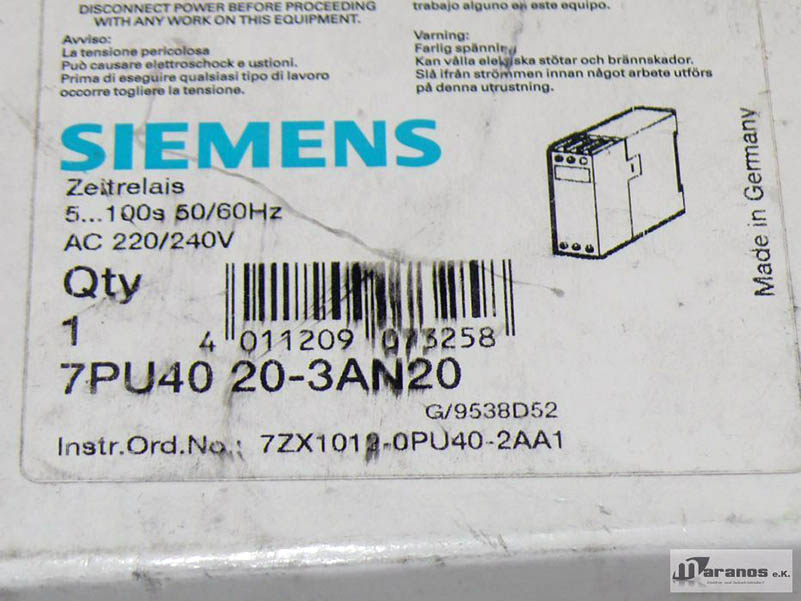 DISCONNECT POWER BEFORE PROCEEDING
WITH ANY WORK ON THIS EQUIPMENT.
trabajo alguno en este equipo.
Avviso:
La tensione pericolosa
Può causare elettroschock e ustioni.
Prima di eseguire qualsiasi tipo di lavoro
occorre togliere la tensione.
Varning:
Farlig spänning
Kan vålla elektriska stötar och brännskador.
Slå ifrån strömmen innan något arbete utförs
på denna utrustning.
SIEMENS
Zeitrelais
5...100s 50/60Hz
AC 220/240V
Made in Germany
Qty
1
4 011209 073258
7PU40 20-3AN20
G/9538D52
Instr.Ord.No.: 7ZX1012-0PU40-2AA1
Maranos e.K.